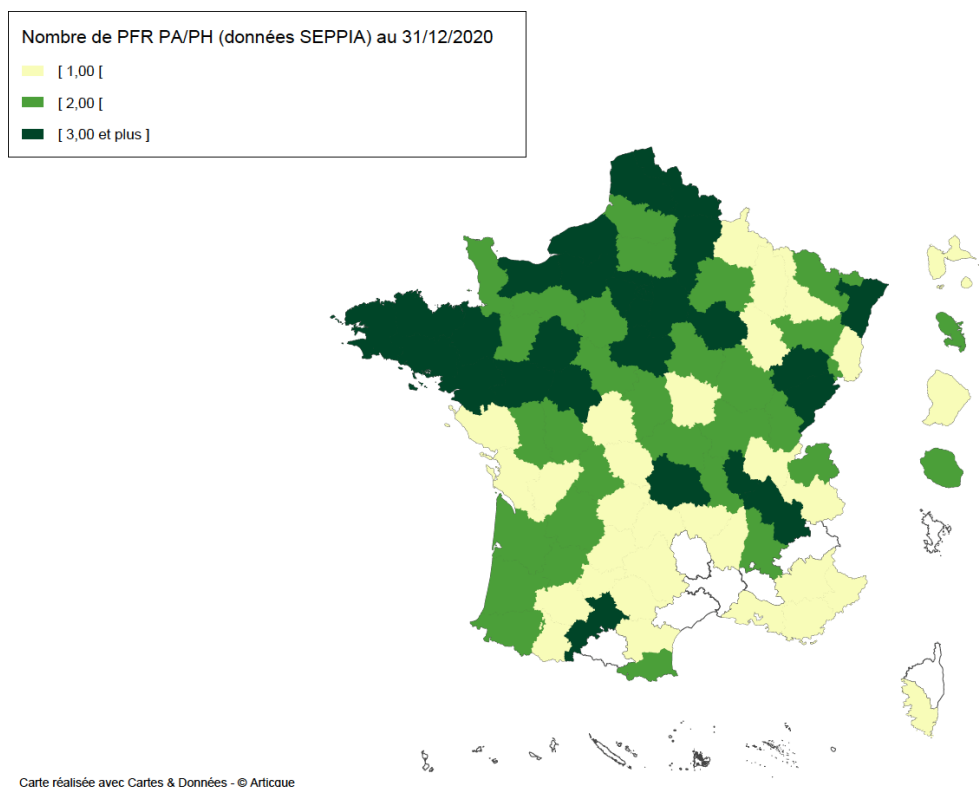 Nombre de PFR PA/PH (données SEPPIA) au 31/12/2020
[ 1,00 [
[ 2,00 [
[ 3,00 et plus ]
Carte réalisée avec Cartes & Données - © Articque